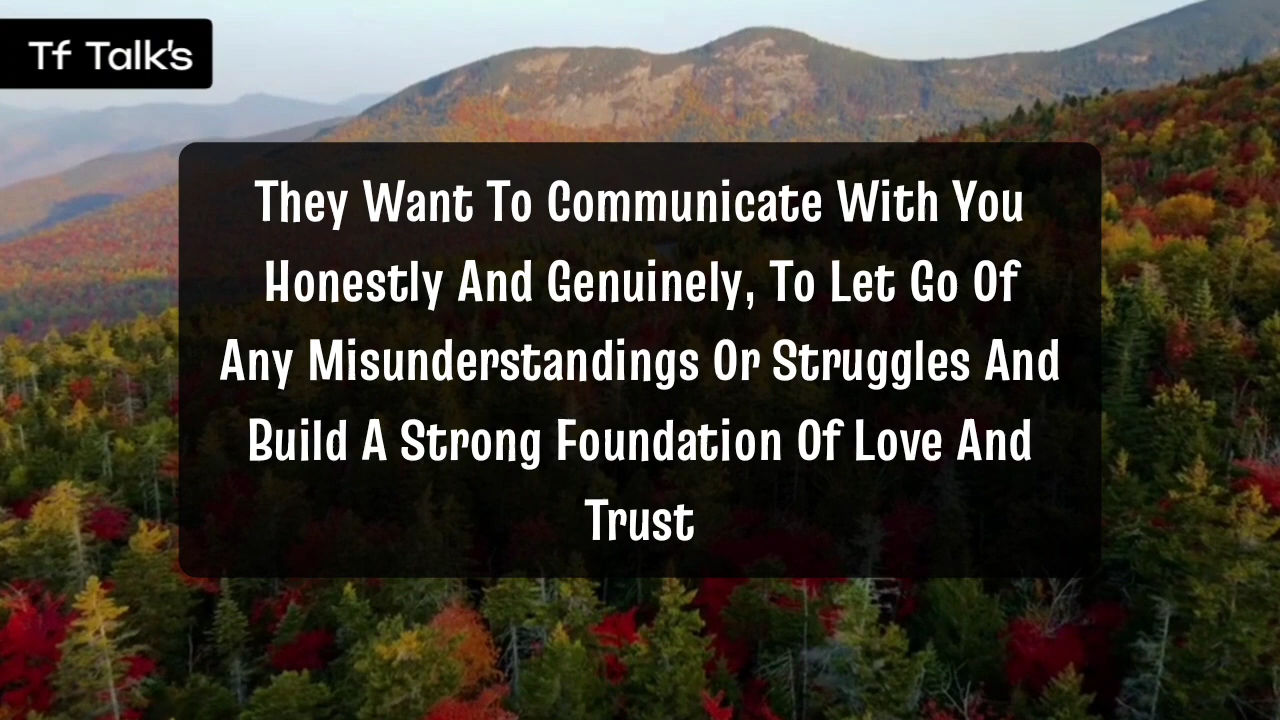 Tf Talk's
They Want To Communicate With You
Honestly And Genuinely, To Let Go Of
Any Misunderstandings Or Struggles And
Build A Strong Foundation Of Love And
Trust